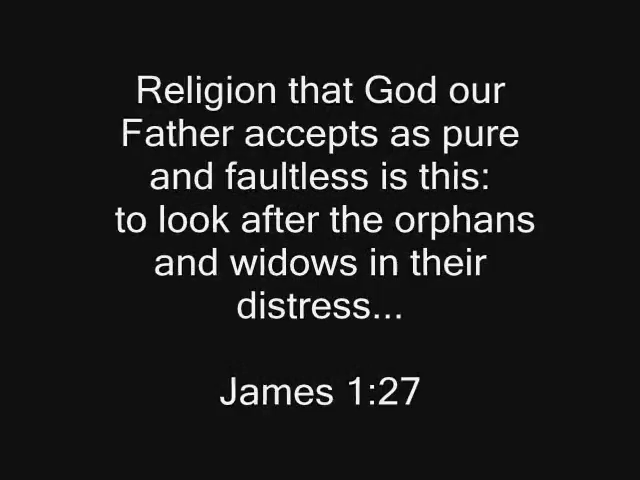 Religion that God our
Father accepts as pure
and faultless is this:
to look after the orphans
and widows in their
distress...
James 1:27